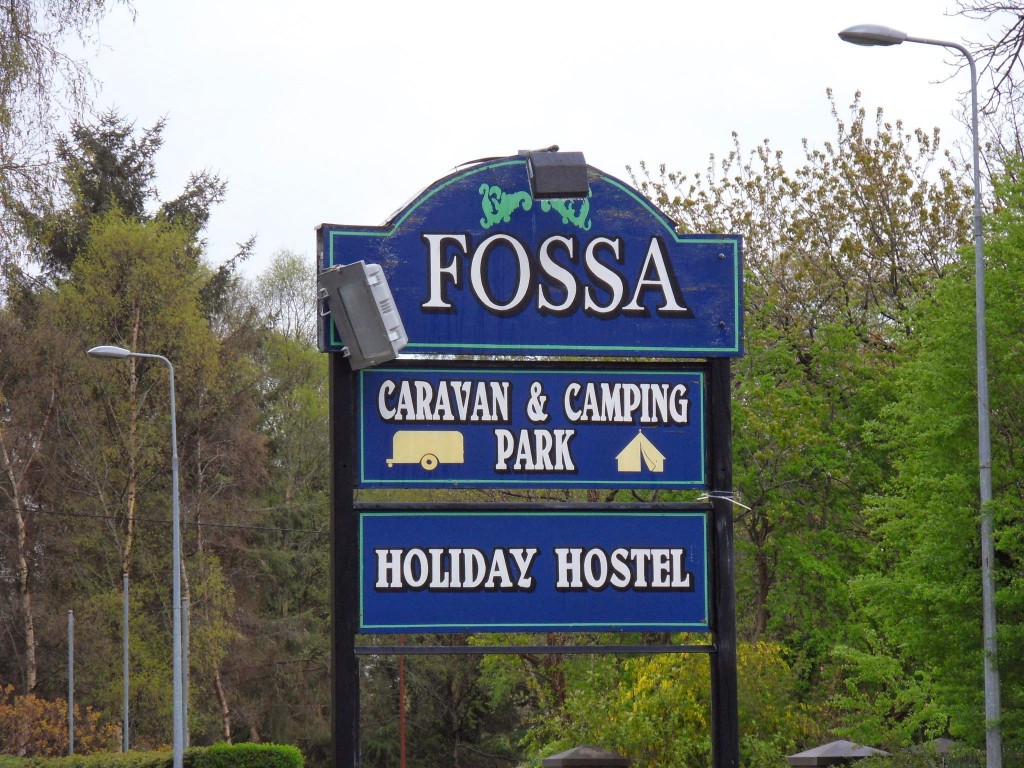 FOSSA
CARAVAN & CAMPING
PARK
HOLIDAY HOSTEL